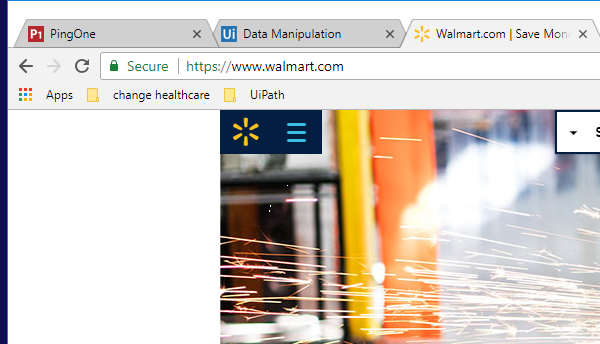 P1 PingOne Ui Data Manipulation Walmart.com | Save Mon
Secure https://www.walmart.com
Apps change healthcare UiPath
S